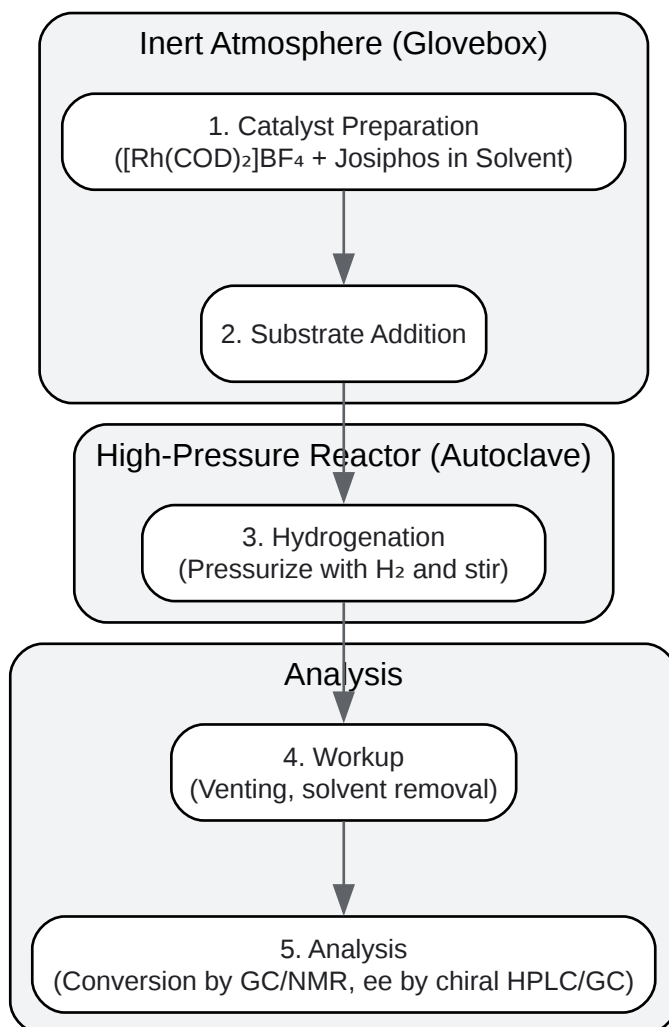 Inert Atmosphere (Glovebox)
1. Catalyst Preparation
([Rh(COD)₂]BF₄ + Josiphos in Solvent)
2. Substrate Addition
High-Pressure Reactor (Autoclave)
3. Hydrogenation
(Pressurize with H₂ and stir)
Analysis
4. Workup
(Venting, solvent removal)
5. Analysis
(Conversion by GC/NMR, ee by chiral HPLC/GC)